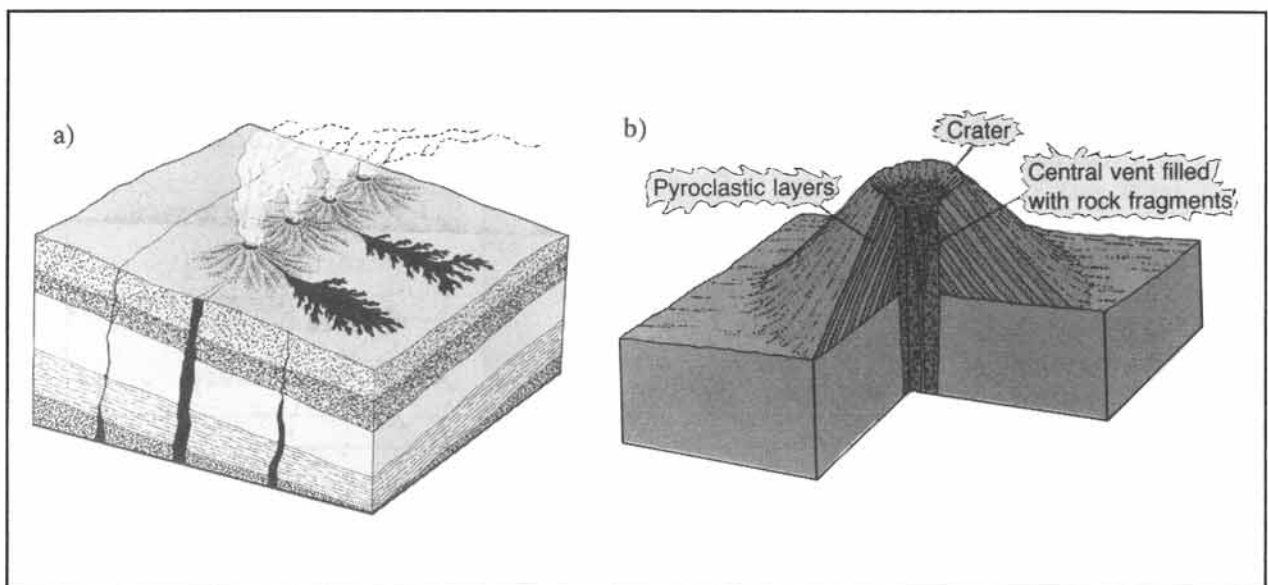 a)
b)
Crater
Pyroclastic layers
Central vent filled
with rock fragments